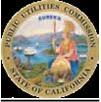 PUBLIC UTILITIES COMMISSION
EUREKA
STATE OF CALIFORNIA